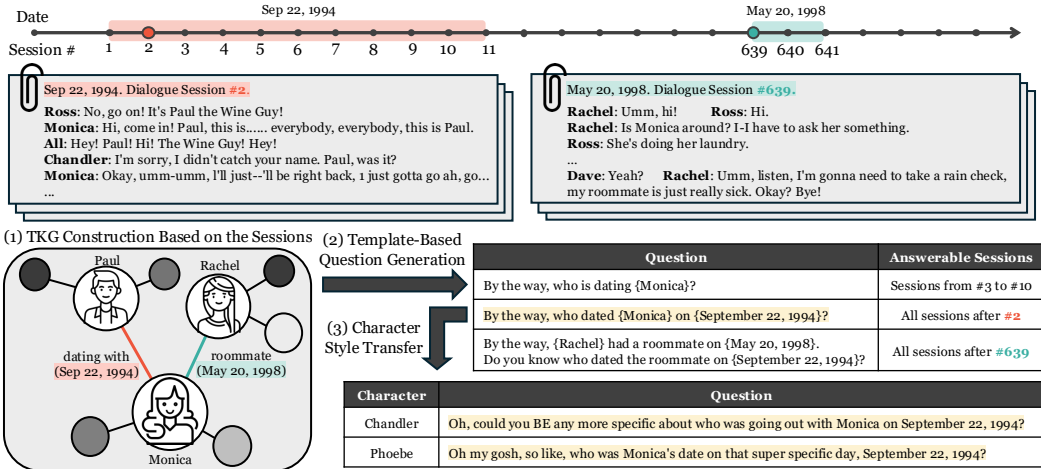 Date
Sep 22, 1994
May 20, 1998
Session #
1 2 3 4 5 6 7 8 9 10 11 639 640 641
Sep 22, 1994. Dialogue Session #2.
Ross: No, go on! It's Paul the Wine Guy!
Monica: Hi, come in! Paul, this is...... everybody, everybody, this is Paul.
All: Hey! Paul! Hi! The Wine Guy! Hey!
Chandler: I'm sorry, I didn't catch your name. Paul, was it?
Monica: Okay, umm-umm, l'll just--'ll be right back, 1 just gotta go ah, go...
...
May 20, 1998. Dialogue Session #639.
Rachel: Umm, hi! Ross: Hi.
Rachel: Is Monica around? I-I have to ask her something.
Ross: She's doing her laundry.
...
Dave: Yeah? Rachel: Umm, listen, I'm gonna need to take a rain check,
my roommate is just really sick. Okay? Bye!
(1) TKG Construction Based on the Sessions
Paul
Rachel
dating with
(Sep 22, 1994)
roommate
(May 20, 1998)
Monica
(2) Template-Based
Question Generation
(3) Character
Style Transfer
Question Answerable Sessions
By the way, who is dating {Monica}? Sessions from #3 to #10
By the way, who dated {Monica} on {September 22, 1994}? All sessions after #2
By the way, {Rachel} had a roommate on {May 20, 1998}.
Do you know who dated the roommate on {September 22, 1994}? All sessions after #639
Character Question
Chandler Oh, could you BE any more specific about who was going out with Monica on September 22, 1994?
Phoebe Oh my gosh, so like, who was Monica's date on that super specific day, September 22, 1994?